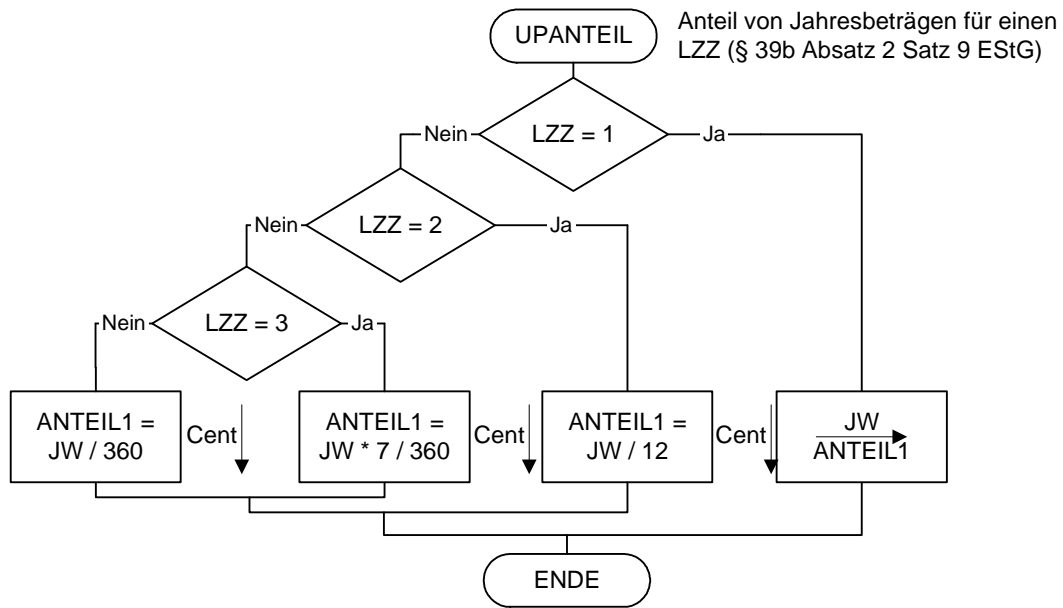 UPANTEIL
Anteil von Jahresbeträgen für einen
LZZ (§ 39b Absatz 2 Satz 9 EStG)
Nein
LZZ = 1
Ja
Nein
LZZ = 2
Ja
Nein
LZZ = 3
Ja
ANTEIL1 =
JW / 360
Cent
ANTEIL1 =
JW * 7 / 360
Cent
ANTEIL1 =
JW / 12
Cent
JW
ANTEIL1
ENDE